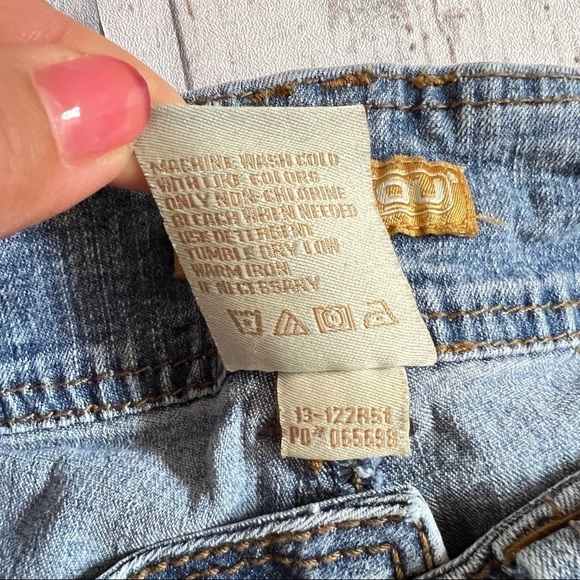 MACHINE WASH COLD
WITH LIKE COLORS
ONLY NON-CHLORINE
BLEACH WHEN NEEDED
USE DETERGENT
TUMBLE DRY LOW
WARM IRON
IF NECESSARY
13-122R51
PO# 065698